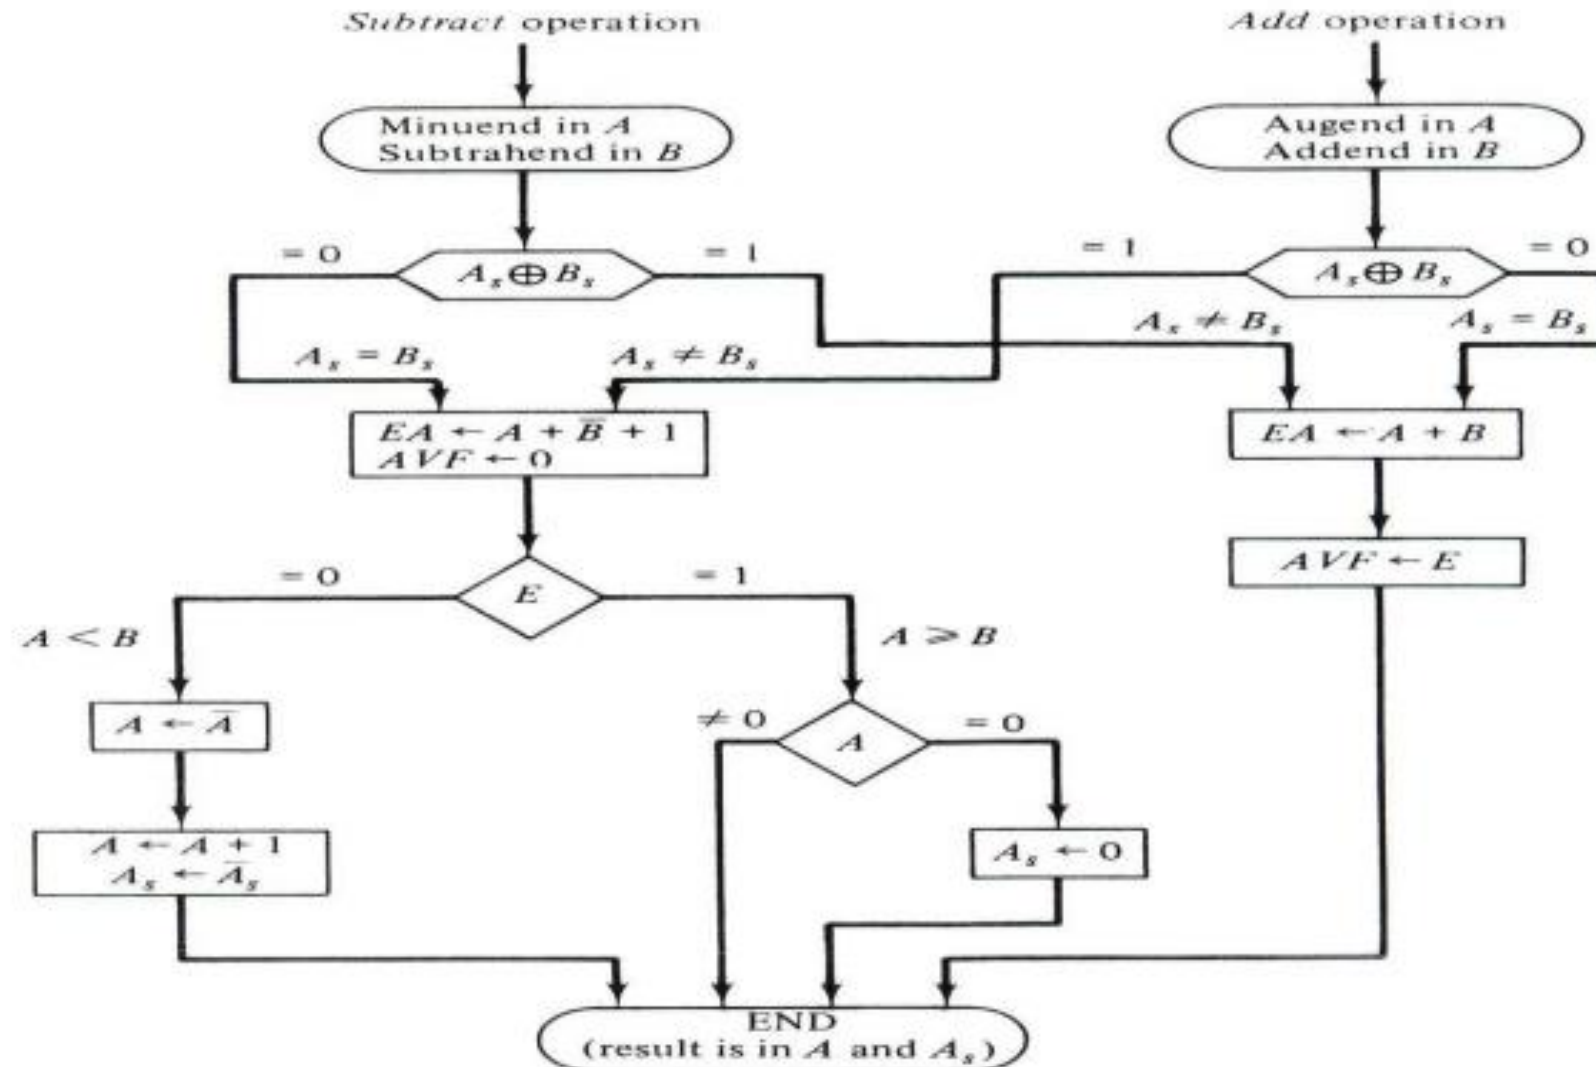 Subtract operation
Add operation
Minuend in A
Subtrahend in B
Augend in A
Addend in B
= 0
A_s ⊕ B_s
= 1
= 1
A_s ⊕ B_s
= 0
A_s = B_s
A_s ≠ B_s
A_s ≠ B_s
A_s = B_s
EA ← A + B̅ + 1
AVF ← 0
EA ← A + B
AVF ← E
= 0
E
= 1
A < B
A ≥ B
A ← A̅
≠ 0
A
= 0
A ← A + 1
A_s ← A̅_s
A_s ← 0
END
(result is in A and A_s)